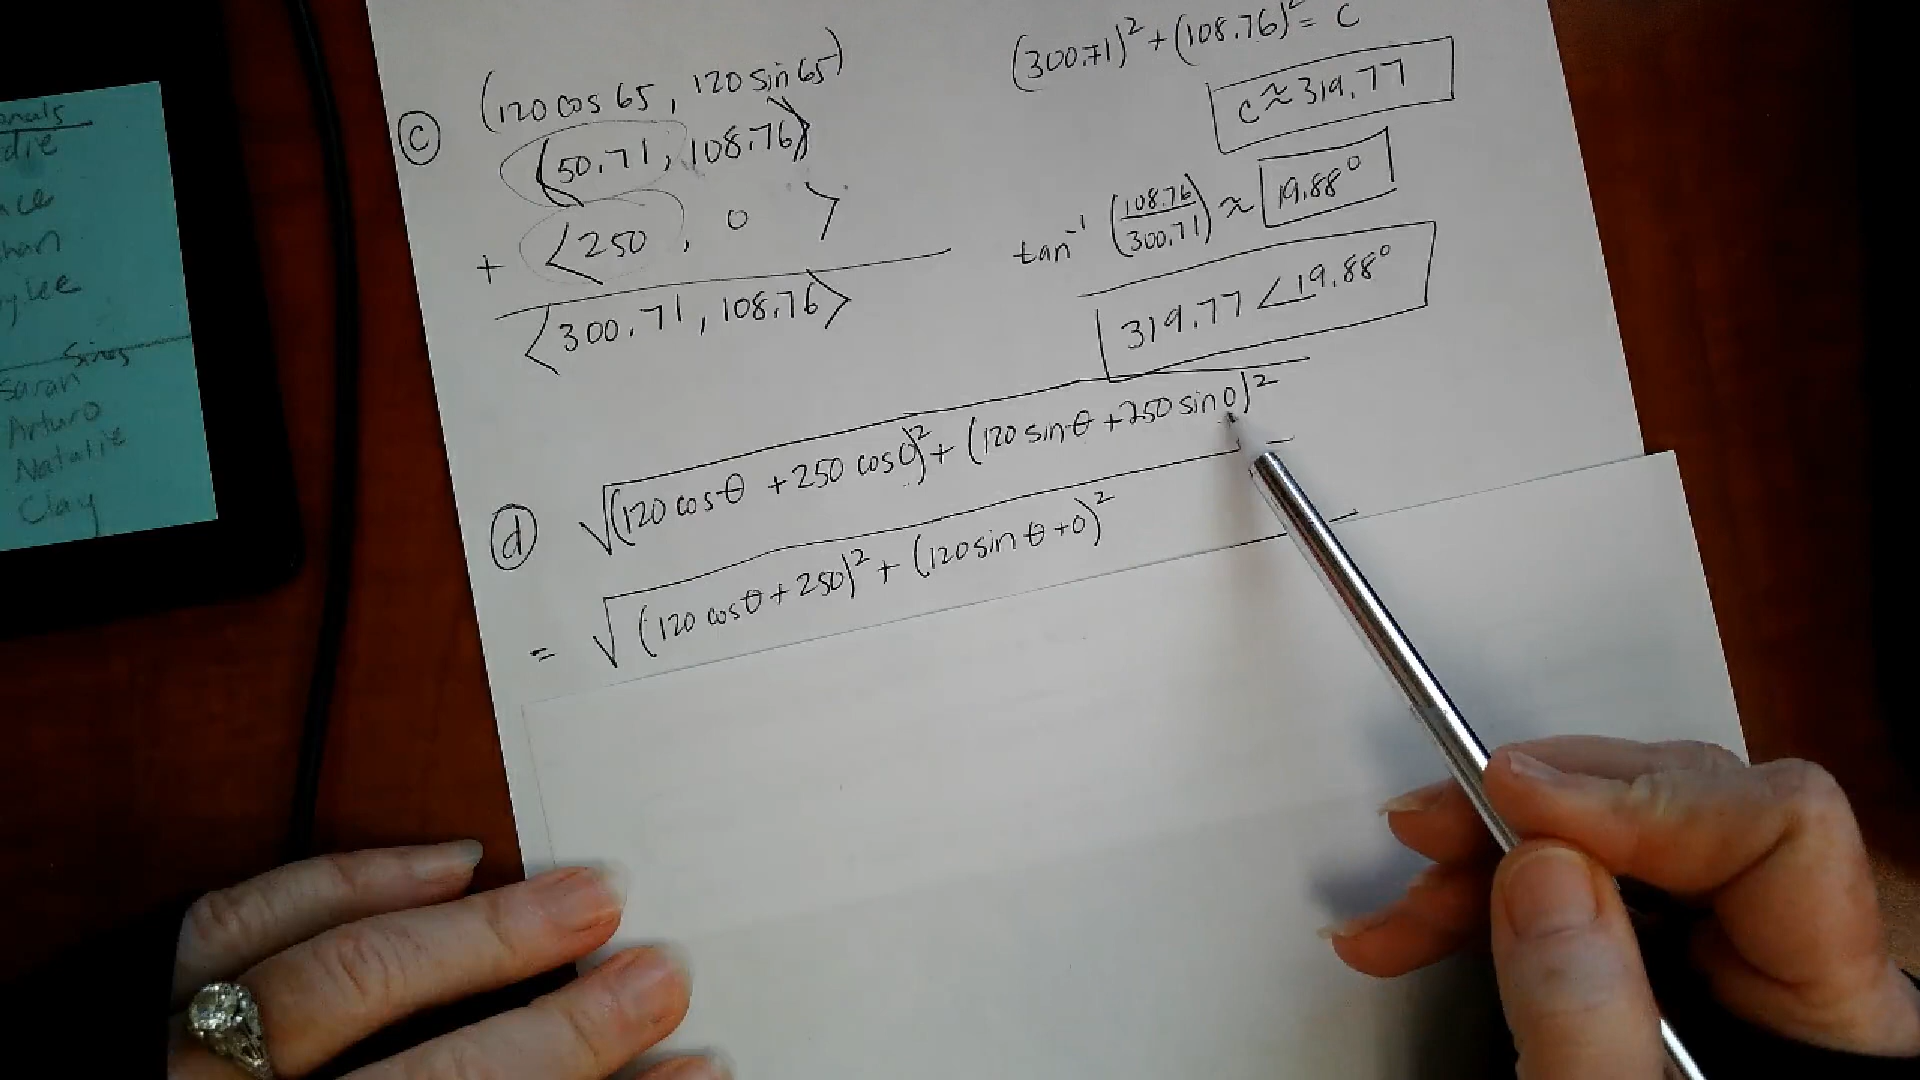 die
Sines
Saran
Arturo
Natalie
Clay
(c)
(120 cos 65, 120 sin 65)
⟨50.71, 108.76⟩
+ ⟨250, 0⟩
⟨300.71, 108.76⟩
(300.71)² + (108.76)² = c
c ≈ 319.77
tan⁻¹ (108.76/300.71) ≈ 19.88°
319.77 ∠19.88°
(d) √(120 cos θ + 250 cos 0)² + (120 sin θ + 250 sin 0)²
= √(120 cos θ + 250)² + (120 sin θ + 0)²